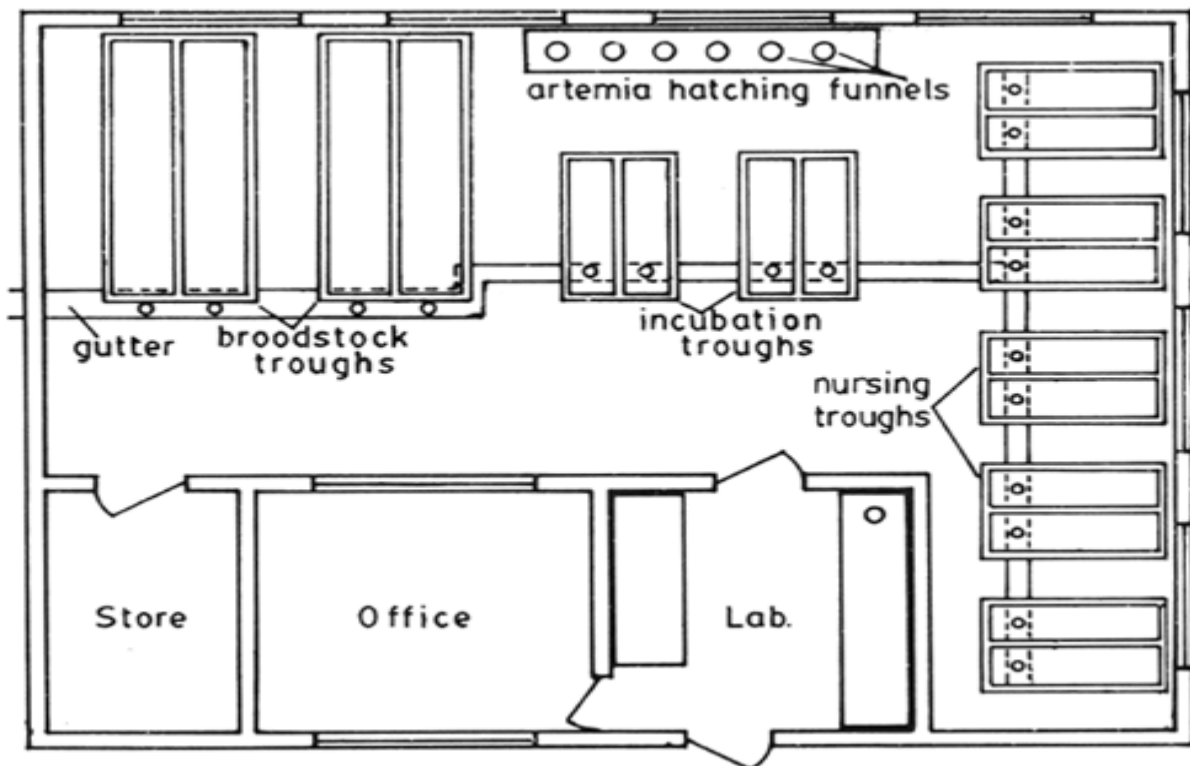 artemia hatching funnels
gutter
broodstock
troughs
incubation
troughs
nursing
troughs
Store
Office
Lab.